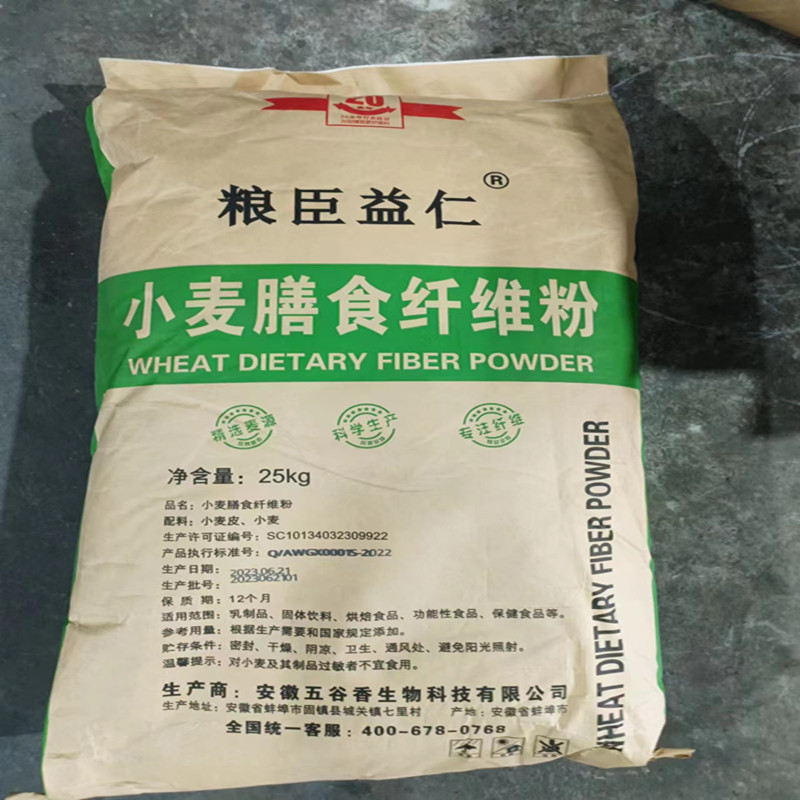 20
粮臣益仁®
小麦膳食纤维粉
WHEAT DIETARY FIBER POWDER
精选麦源 科学生产 专注纤维
净含量：25kg
品名：小麦膳食纤维粉
配料：小麦皮、小麦
生产许可证编号：SC10134032309922
产品执行标准号：Q/AWGX0001S-2022
生产日期：2023.06.21
生产批号：2023062101
保 质 期：12个月
适用范围：乳制品、固体饮料、烘焙食品、功能性食品、保健食品等。
参考用量：根据生产需要和国家规定添加。
贮存条件：密封、干燥、阴凉、卫生、通风处、避免阳光照射。
温馨提示：对小麦及其制品过敏者不宜食用。
生产商：安徽五谷香生物科技有限公司
生产地址：安徽省蚌埠市固镇县城关镇七里村 产地：安徽省蚌埠市
全国统一客服：400-678-0768
WHEAT DIETARY FIBER POWDER